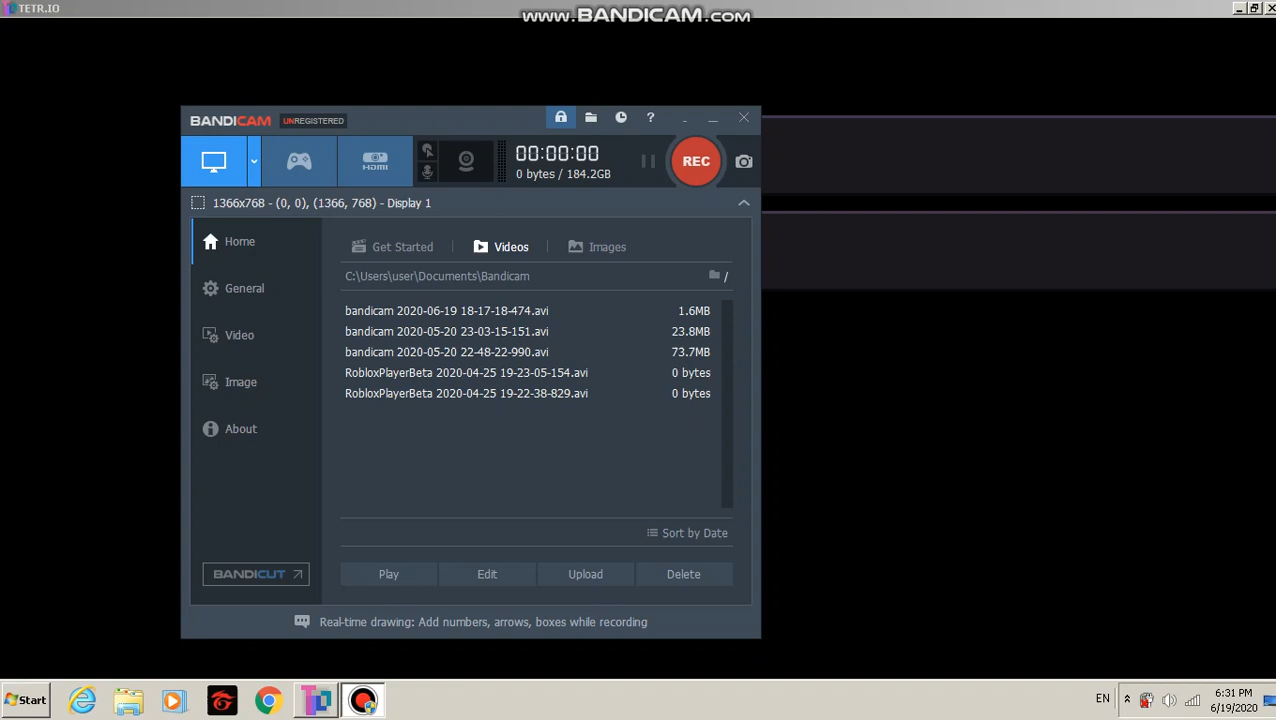 TETR.IO
www.BANDICAM.com
BANDICAM UNREGISTERED
?
00:00:00
0 bytes / 184.2GB
REC
HDMI
1366x768 - (0, 0), (1366, 768) - Display 1
Home
General
Video
Image
About
BANDICUT
Get Started
Videos
Images
C:\Users\user\Documents\Bandicam
/
bandicam 2020-06-19 18-17-18-474.avi 1.6MB
bandicam 2020-05-20 23-03-15-151.avi 23.8MB
bandicam 2020-05-20 22-48-22-990.avi 73.7MB
RobloxPlayerBeta 2020-04-25 19-23-05-154.avi 0 bytes
RobloxPlayerBeta 2020-04-25 19-22-38-829.avi 0 bytes
Sort by Date
Play Edit Upload Delete
Real-time drawing: Add numbers, arrows, boxes while recording
Start
EN
6:31 PM
6/19/2020